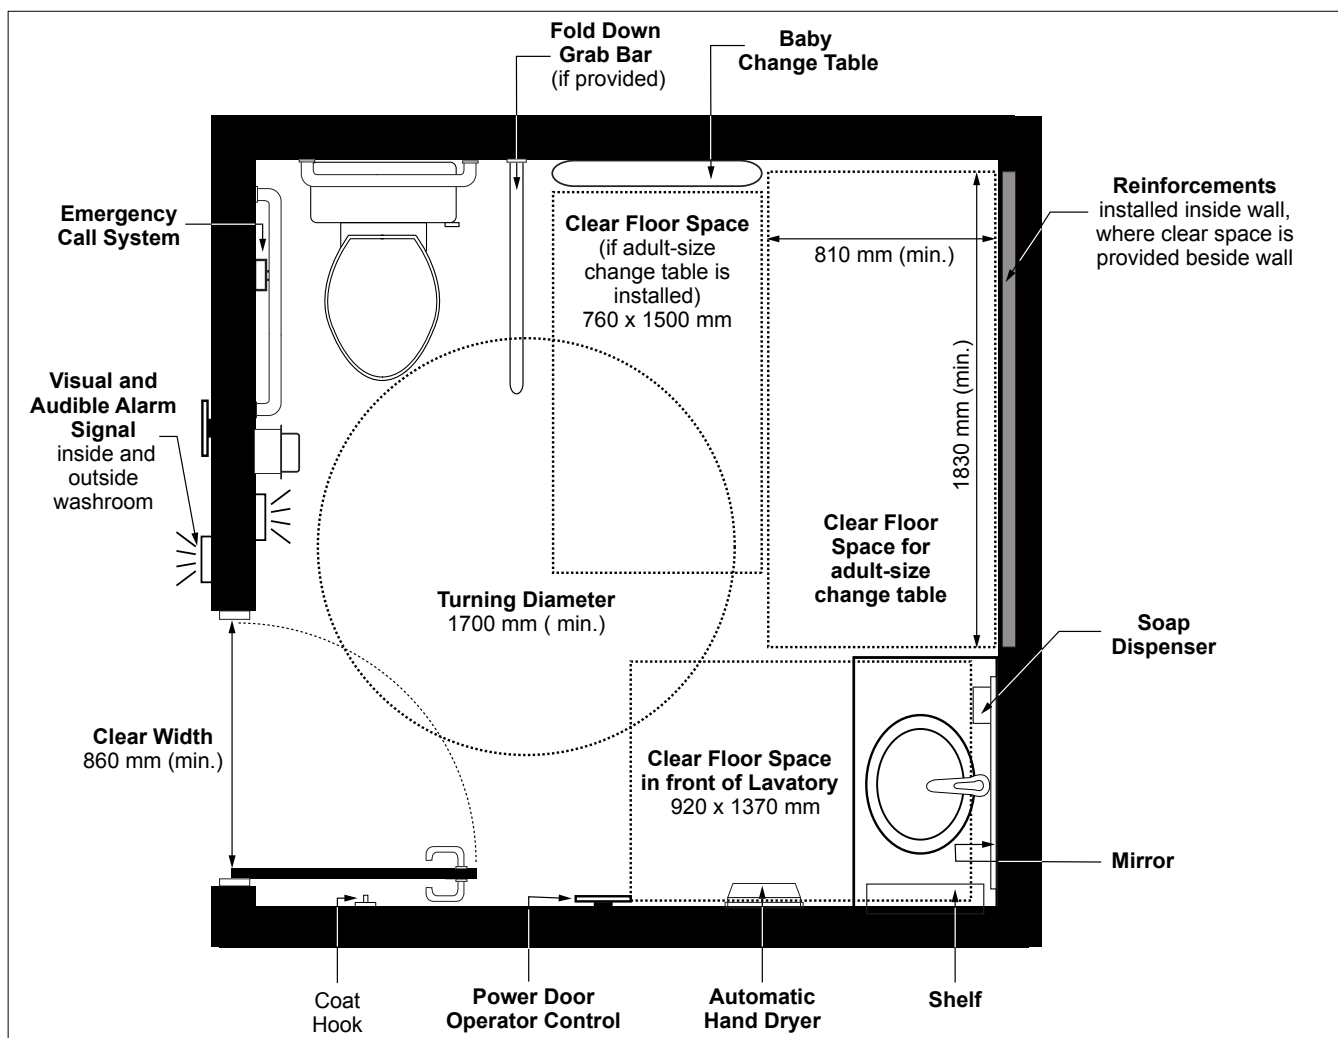 Fold Down
Grab Bar
(if provided)
Baby
Change Table
Emergency
Call System
Clear Floor Space
(if adult-size
change table is
installed)
760 x 1500 mm
810 mm (min.)
Reinforcements
installed inside wall,
where clear space is
provided beside wall
Visual and
Audible Alarm
Signal
inside and
outside
washroom
1830 mm (min.)
Clear Floor
Space for
adult-size
change table
Turning Diameter
1700 mm ( min.)
Soap
Dispenser
Clear Width
860 mm (min.)
Clear Floor Space
in front of Lavatory
920 x 1370 mm
Mirror
Coat
Hook
Power Door
Operator Control
Automatic
Hand Dryer
Shelf